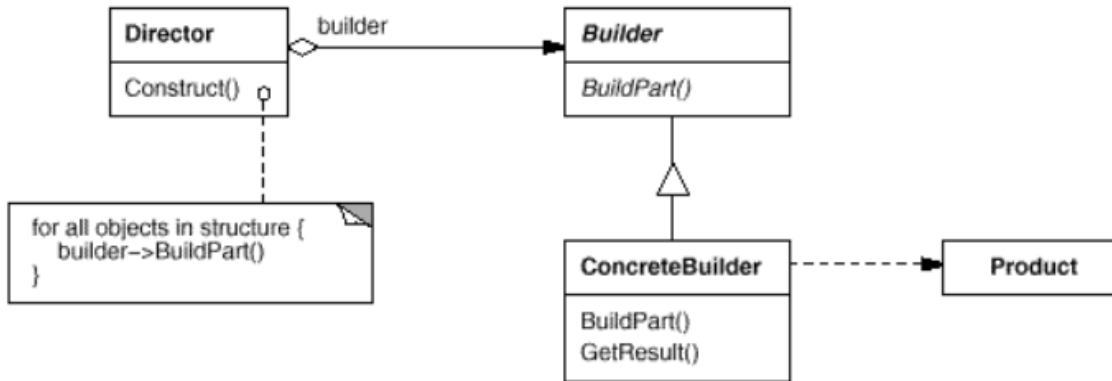 Director
Construct()
builder
Builder
BuildPart()
for all objects in structure {
builder->BuildPart()
}
ConcreteBuilder
BuildPart()
GetResult()
Product